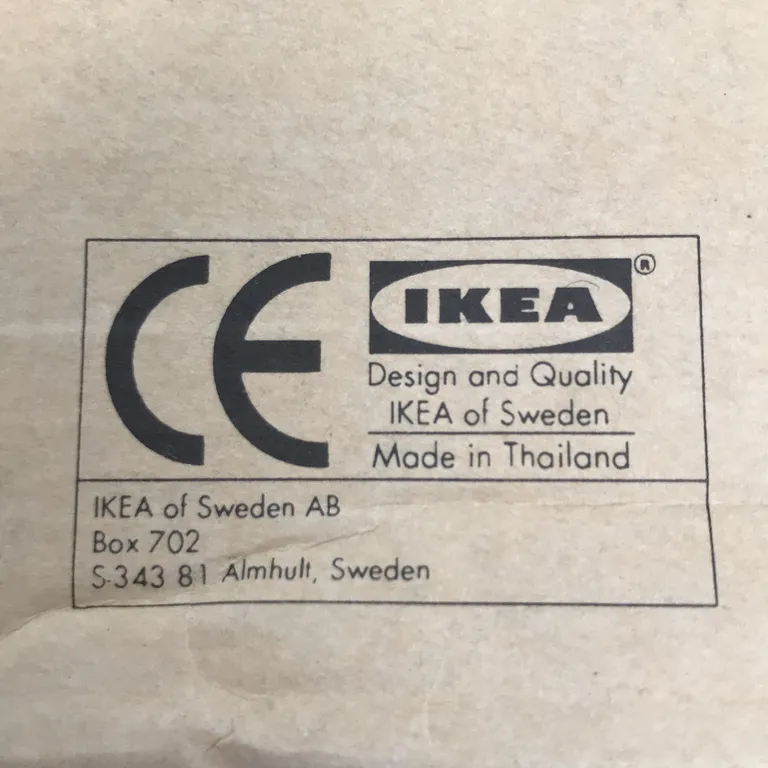 CE
IKEA®
Design and Quality
IKEA of Sweden
Made in Thailand
IKEA of Sweden AB
Box 702
S-343 81 Almhult, Sweden